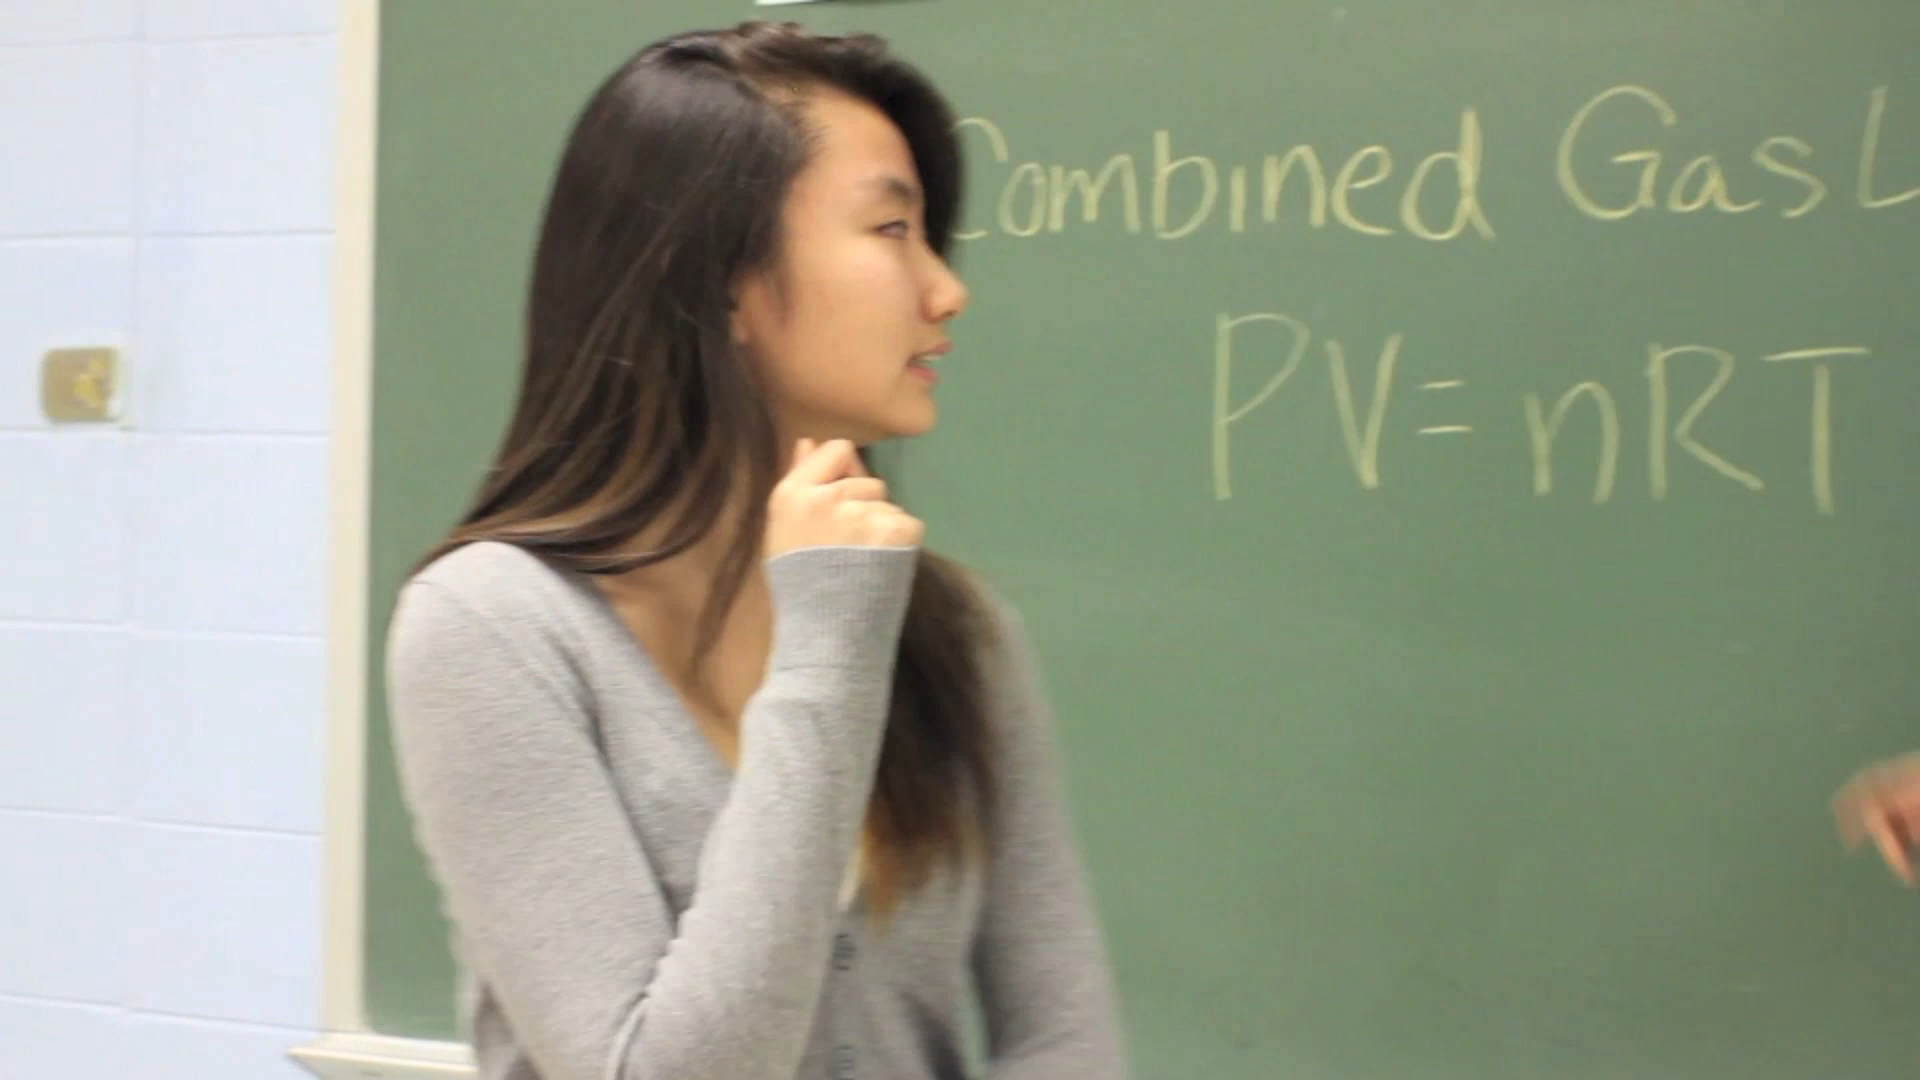 Combined Gas L
PV = nRT